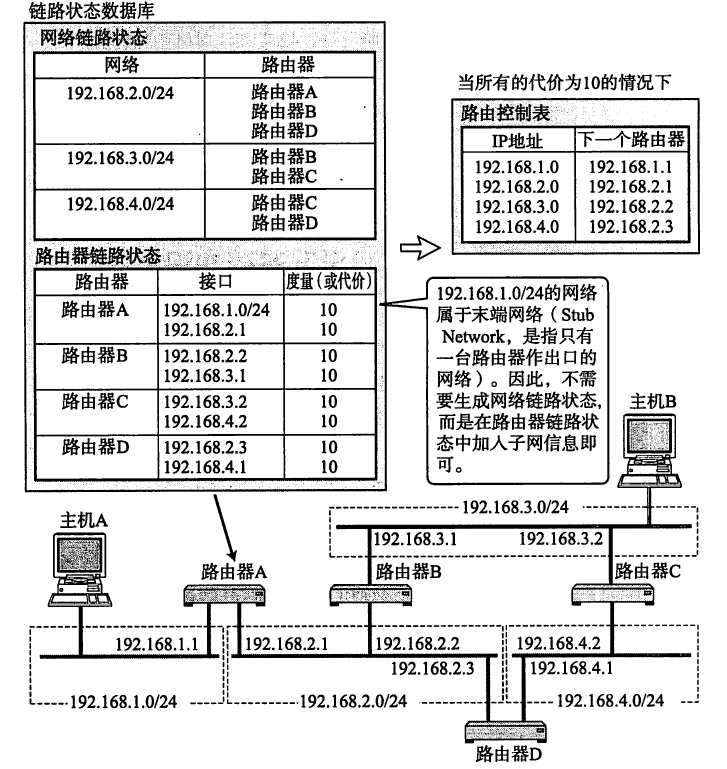 链路状态数据库
网络链路状态
网络 路由器
192.168.2.0/24 路由器A
路由器B
路由器D
192.168.3.0/24 路由器B
路由器C
192.168.4.0/24 路由器C
路由器D
路由器链路状态
路由器 接口 度量(或代价)
路由器A 192.168.1.0/24 10
192.168.2.1 10
路由器B 192.168.2.2 10
192.168.3.1 10
路由器C 192.168.3.2 10
192.168.4.2 10
路由器D 192.168.2.3 10
192.168.4.1 10
当所有的代价为10的情况下
路由控制表
IP地址 下一个路由器
192.168.1.0 192.168.1.1
192.168.2.0 192.168.2.1
192.168.3.0 192.168.2.2
192.168.4.0 192.168.2.3
192.168.1.0/24的网络
属于末端网络(Stub
Network，是指只有
一台路由器作出口的
网络)。因此，不需
要生成网络链路状态,
而是在路由器链路状
态中加入子网信息即
可。
主机B
192.168.3.0/24
主机A
192.168.3.1 192.168.3.2
路由器A 路由器B 路由器C
192.168.1.1 192.168.2.1 192.168.2.2 192.168.4.2
192.168.2.3 192.168.4.1
192.168.1.0/24 192.168.2.0/24 192.168.4.0/24
路由器D